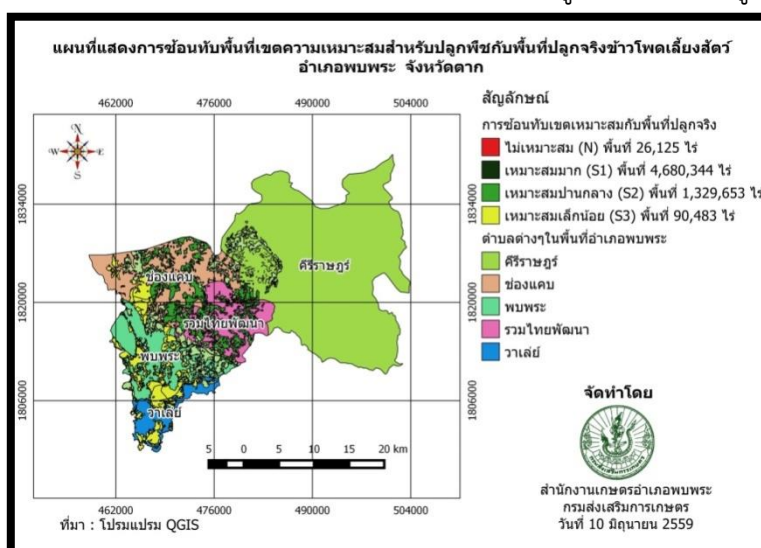 แผนที่แสดงการซ้อนทับพื้นที่เขตความเหมาะสมสำหรับปลูกพืชกับพื้นที่ปลูกจริงข้าวโพดเลี้ยงสัตว์
อำเภอพบพระ จังหวัดตาก
462000 476000 490000 504000
N
W E
S
1834000 1834000
1820000 1820000
1806000 1806000
คีรีราษฎร์
ช่องแคบ
รวมไทยพัฒนา
พบพระ
วาเล่ย์
5 0 5 10 15 20 km
462000 476000 490000 504000
ที่มา : โปรมแปรม QGIS
สัญลักษณ์
การซ้อนทับเขตเหมาะสมกับพื้นที่ปลูกจริง
ไม่เหมาะสม (N) พื้นที่ 26,125 ไร่
เหมาะสมมาก (S1) พื้นที่ 4,680,344 ไร่
เหมาะสมปานกลาง (S2) พื้นที่ 1,329,653 ไร่
เหมาะสมเล็กน้อย (S3) พื้นที่ 90,483 ไร่
ตำบลต่างๆในพื้นที่อำเภอพบพระ
คีรีราษฎร์
ช่องแคบ
พบพระ
รวมไทยพัฒนา
วาเล่ย์
จัดทำโดย
สำนักงานเกษตรอำเภอพบพระ
กรมส่งเสริมการเกษตร
วันที่ 10 มิถุนายน 2559